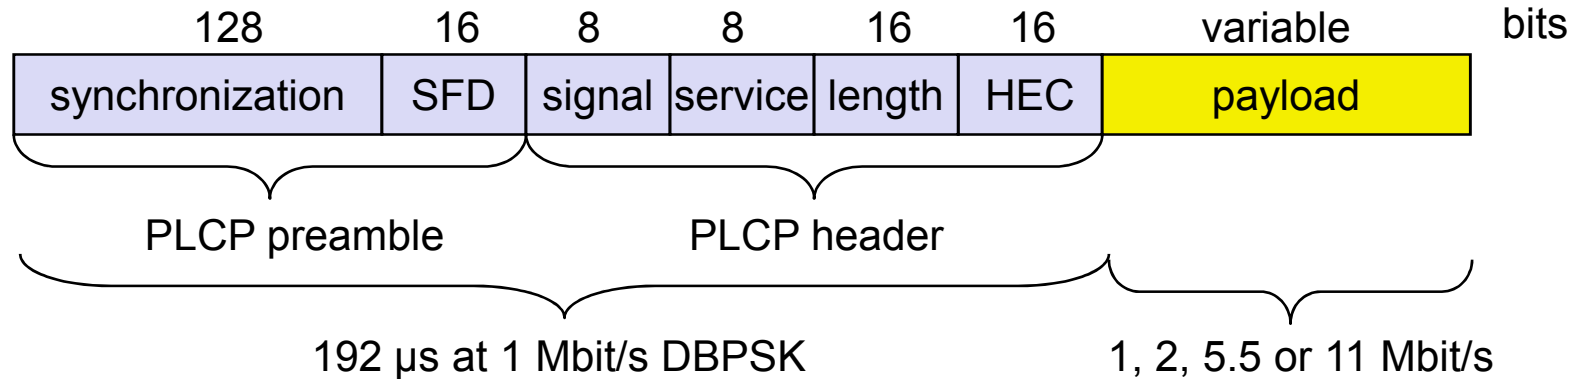 128 16 8 8 16 16 variable bits
synchronization SFD signal service length HEC payload
PLCP preamble PLCP header
192 µs at 1 Mbit/s DBPSK 1, 2, 5.5 or 11 Mbit/s